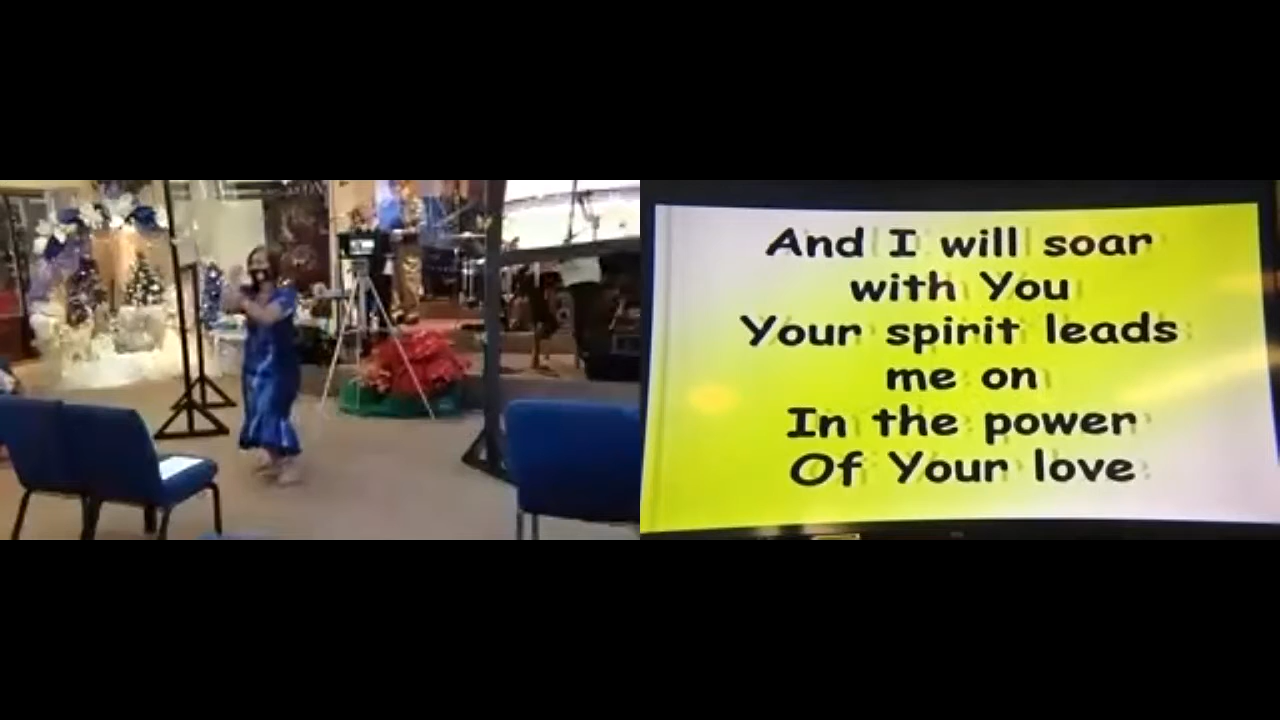 And I will soar
with You
Your spirit leads
me on
In the power
Of Your love